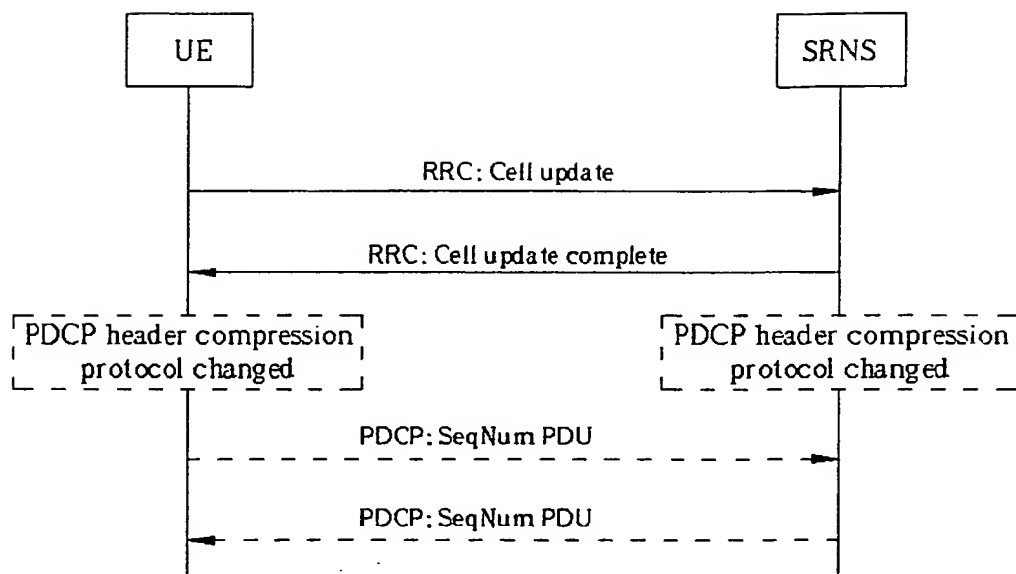 UE
SRNS
RRC: Cell update
RRC: Cell update complete
PDCP header compression
protocol changed
PDCP header compression
protocol changed
PDCP: SeqNum PDU
PDCP: SeqNum PDU